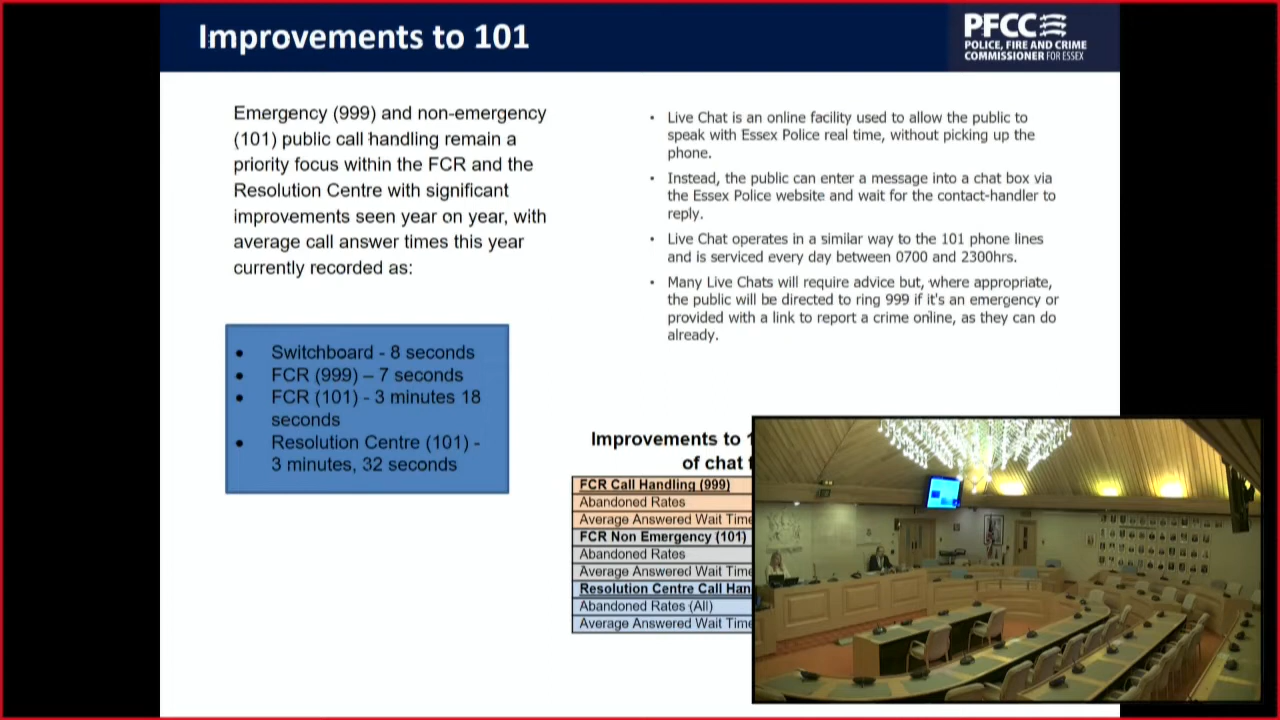 Improvements to 101
PFCC
POLICE, FIRE AND CRIME
COMMISSIONER FOR ESSEX
Emergency (999) and non-emergency
(101) public call handling remain a
priority focus within the FCR and the
Resolution Centre with significant
improvements seen year on year, with
average call answer times this year
currently recorded as:
• Switchboard - 8 seconds
• FCR (999) – 7 seconds
• FCR (101) - 3 minutes 18
seconds
• Resolution Centre (101) -
3 minutes, 32 seconds
• Live Chat is an online facility used to allow the public to
speak with Essex Police real time, without picking up the
phone.
• Instead, the public can enter a message into a chat box via
the Essex Police website and wait for the contact-handler to
reply.
• Live Chat operates in a similar way to the 101 phone lines
and is serviced every day between 0700 and 2300hrs.
• Many Live Chats will require advice but, where appropriate,
the public will be directed to ring 999 if it's an emergency or
provided with a link to report a crime online, as they can do
already.
Improvements to
of chat
FCR Call Handling (999)
Abandoned Rates
Average Answered Wait Time
FCR Non Emergency (101)
Abandoned Rates
Average Answered Wait Time
Resolution Centre Call Han
Abandoned Rates (All)
Average Answered Wait Time